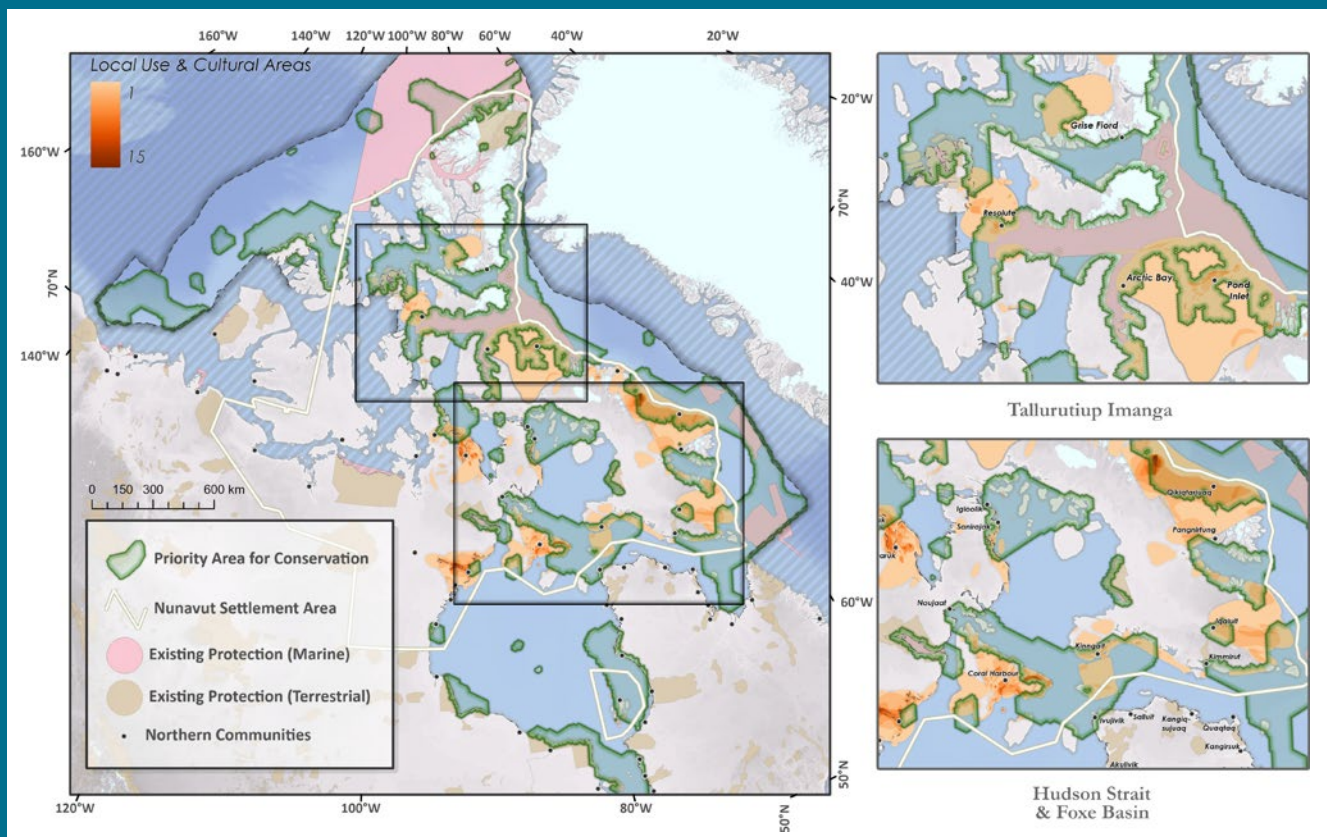 160°W
140°W
120°W
100°W
80°W
60°W
40°W
20°W
Local Use & Cultural Areas
1
15
160°W
70°N
140°W
20°W
70°N
40°W
60°W
50°N
0 150 300 600 km
Priority Area for Conservation
Nunavut Settlement Area
Existing Protection (Marine)
Existing Protection (Terrestrial)
Northern Communities
120°W
100°W
80°W
50°N
Grise Fiord
Resolute
Arctic Bay
Pond
Inlet
Tallurutiup Imanga
Qikiqtarjuaq
Igloolik
Sanirajak
Pangnirtung
Naujaat
Iqaluit
Kinngait
Kimmirut
Coral Harbour
Ivujivik
Salluit
Kangiq-
sujuaq
Quaqtaq
Kangirsuk
Akulivik
Hudson Strait
& Foxe Basin